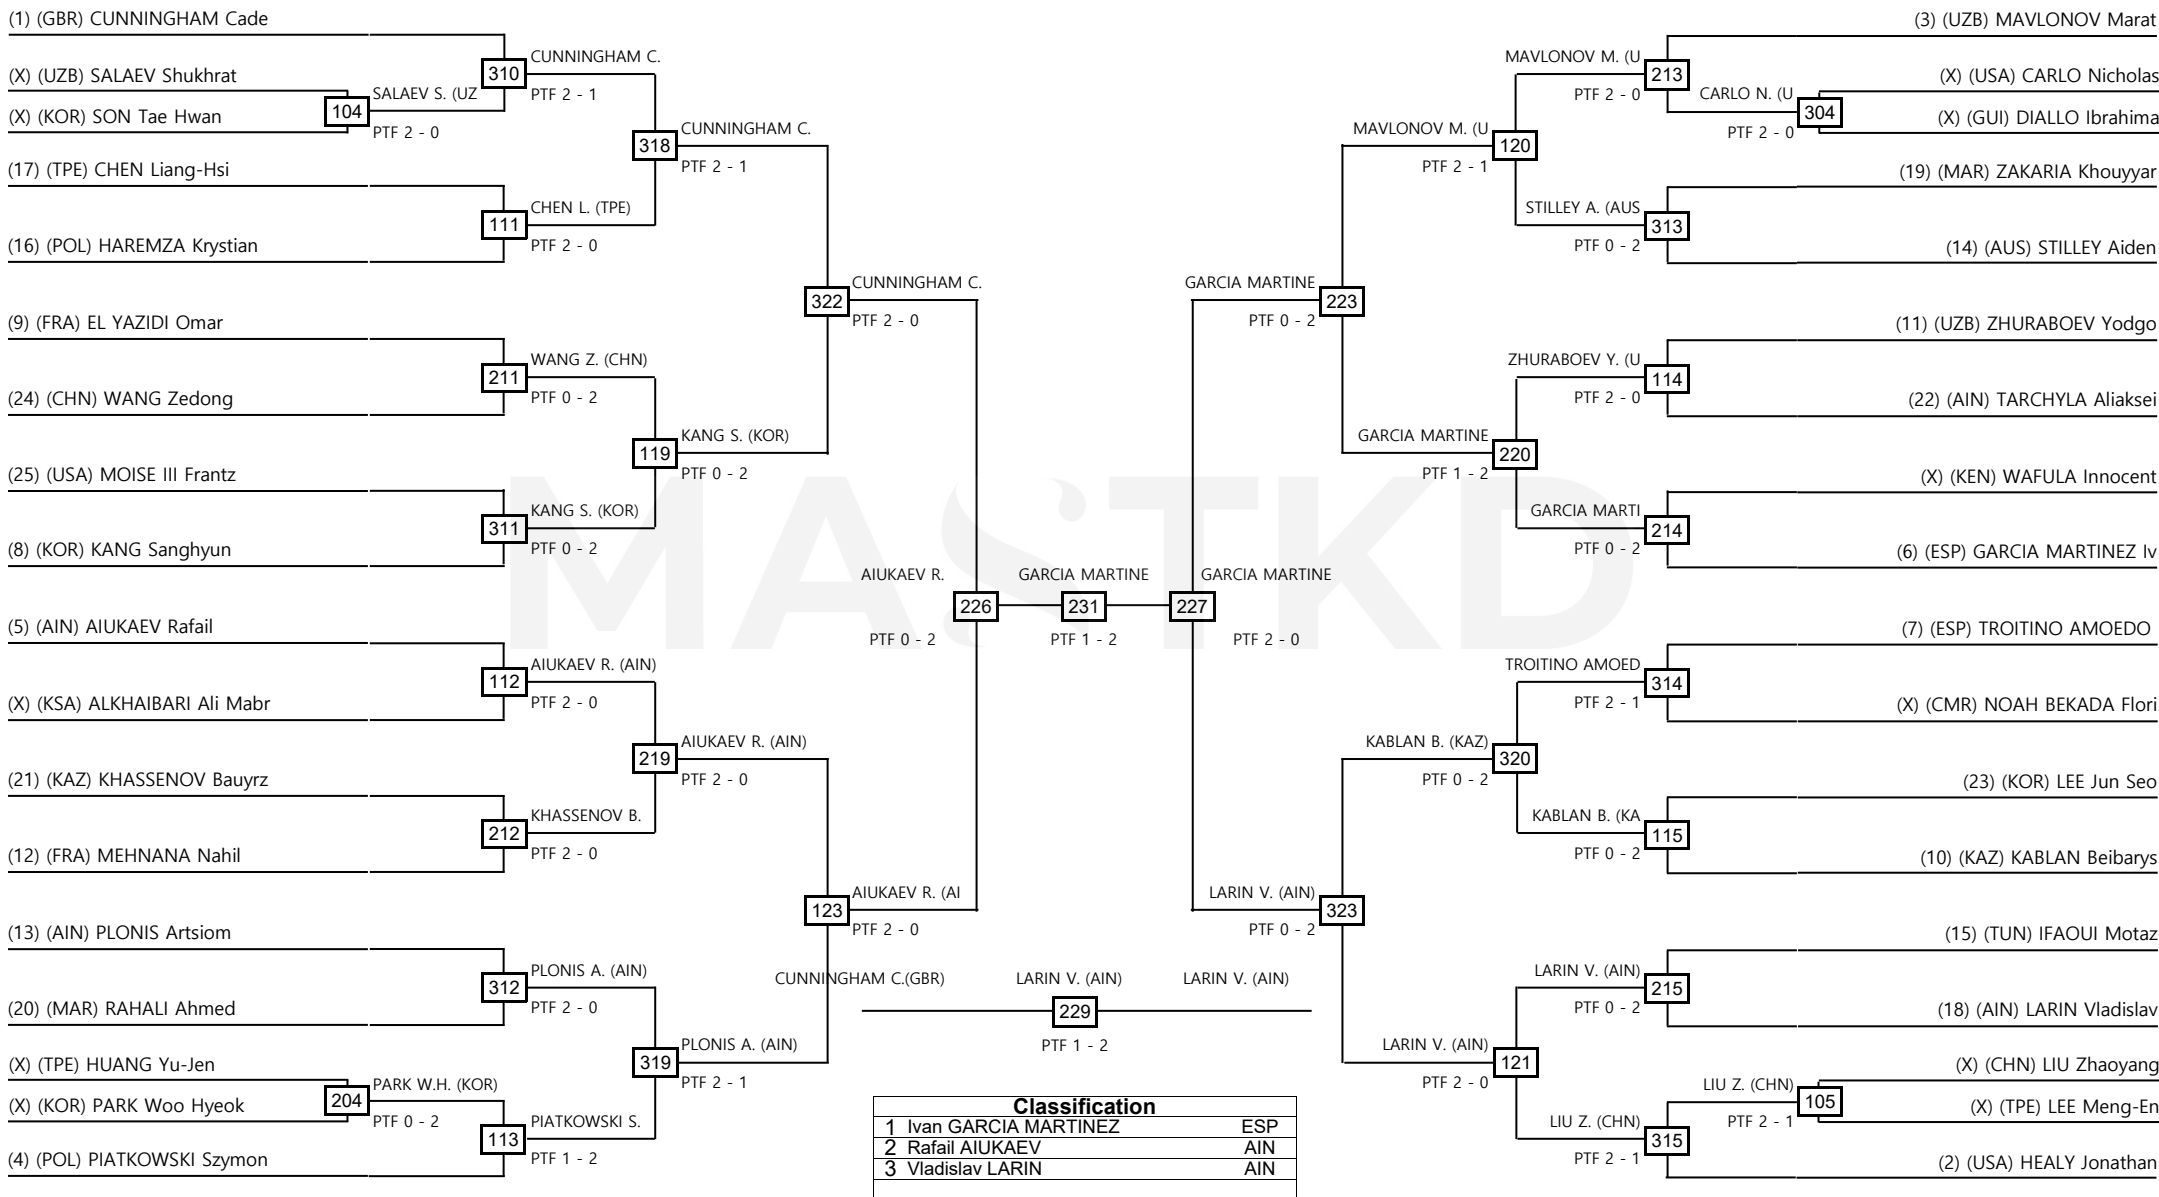 (1) (GBR) CUNNINGHAM Cade
(X) (UZB) SALAEV Shukhrat
(X) (KOR) SON Tae Hwan
(17) (TPE) CHEN Liang-Hsi
(16) (POL) HAREMZA Krystian
(9) (FRA) EL YAZIDI Omar
(24) (CHN) WANG Zedong
(25) (USA) MOISE III Frantz
(8) (KOR) KANG Sanghyun
(5) (AIN) AIUKAEV Rafail
(X) (KSA) ALKHAIBARI Ali Mabr
(21) (KAZ) KHASSENOV Bauyrz
(12) (FRA) MEHNANA Nahil
(13) (AIN) PLONIS Artsiom
(20) (MAR) RAHALI Ahmed
(X) (TPE) HUANG Yu-Jen
(X) (KOR) PARK Woo Hyeok
(4) (POL) PIATKOWSKI Szymon
104
SALAEV S. (UZ
PTF 2 - 0
204
PARK W.H. (KOR)
PTF 0 - 2
310
CUNNINGHAM C.
PTF 2 - 1
111
CHEN L. (TPE)
PTF 2 - 0
211
WANG Z. (CHN)
PTF 0 - 2
311
KANG S. (KOR)
PTF 0 - 2
112
AIUKAEV R. (AIN)
PTF 2 - 0
212
KHASSENOV B.
PTF 2 - 0
312
PLONIS A. (AIN)
PTF 2 - 0
113
PIATKOWSKI S.
PTF 1 - 2
318
CUNNINGHAM C.
PTF 2 - 1
119
KANG S. (KOR)
PTF 0 - 2
219
AIUKAEV R. (AIN)
PTF 2 - 0
319
PLONIS A. (AIN)
PTF 2 - 1
322
CUNNINGHAM C.
PTF 2 - 0
123
AIUKAEV R. (AI
PTF 2 - 0
AIUKAEV R.
226
PTF 0 - 2
GARCIA MARTINE
231
PTF 1 - 2
GARCIA MARTINE
227
PTF 2 - 0
MASTKD
CUNNINGHAM C.(GBR)
LARIN V. (AIN)
LARIN V. (AIN)
229
PTF 1 - 2
Classification
1 Ivan GARCIA MARTINEZ ESP
2 Rafail AIUKAEV AIN
3 Vladislav LARIN AIN
GARCIA MARTINE
223
PTF 0 - 2
LARIN V. (AIN)
323
PTF 0 - 2
MAVLONOV M. (U
120
PTF 2 - 1
GARCIA MARTINE
220
PTF 1 - 2
KABLAN B. (KAZ)
320
PTF 0 - 2
LARIN V. (AIN)
121
PTF 2 - 0
MAVLONOV M. (U
213
PTF 2 - 0
STILLEY A. (AUS
313
PTF 0 - 2
ZHURABOEV Y. (U
114
PTF 2 - 0
GARCIA MARTI
214
PTF 0 - 2
TROITINO AMOED
314
PTF 2 - 1
KABLAN B. (KA
115
PTF 0 - 2
LARIN V. (AIN)
215
PTF 0 - 2
LIU Z. (CHN)
315
PTF 2 - 1
CARLO N. (U
304
PTF 2 - 0
LIU Z. (CHN)
105
PTF 2 - 1
(3) (UZB) MAVLONOV Marat
(X) (USA) CARLO Nicholas
(X) (GUI) DIALLO Ibrahima
(19) (MAR) ZAKARIA Khouyyar
(14) (AUS) STILLEY Aiden
(11) (UZB) ZHURABOEV Yodgo
(22) (AIN) TARCHYLA Aliaksei
(X) (KEN) WAFULA Innocent
(6) (ESP) GARCIA MARTINEZ Iv
(7) (ESP) TROITINO AMOEDO
(X) (CMR) NOAH BEKADA Flori
(23) (KOR) LEE Jun Seo
(10) (KAZ) KABLAN Beibarys
(15) (TUN) IFAOUI Motaz
(18) (AIN) LARIN Vladislav
(X) (CHN) LIU Zhaoyang
(X) (TPE) LEE Meng-En
(2) (USA) HEALY Jonathan